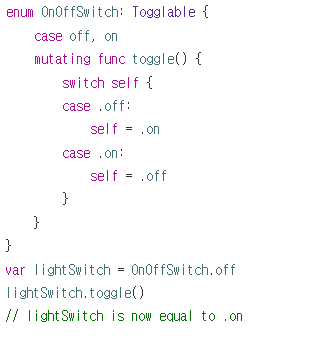 enum OnOffSwitch: Togglable {
    case off, on
    mutating func toggle() {
        switch self {
        case .off:
            self = .on
        case .on:
            self = .off
        }
    }
}
var lightSwitch = OnOffSwitch.off
lightSwitch.toggle()
// lightSwitch is now equal to .on